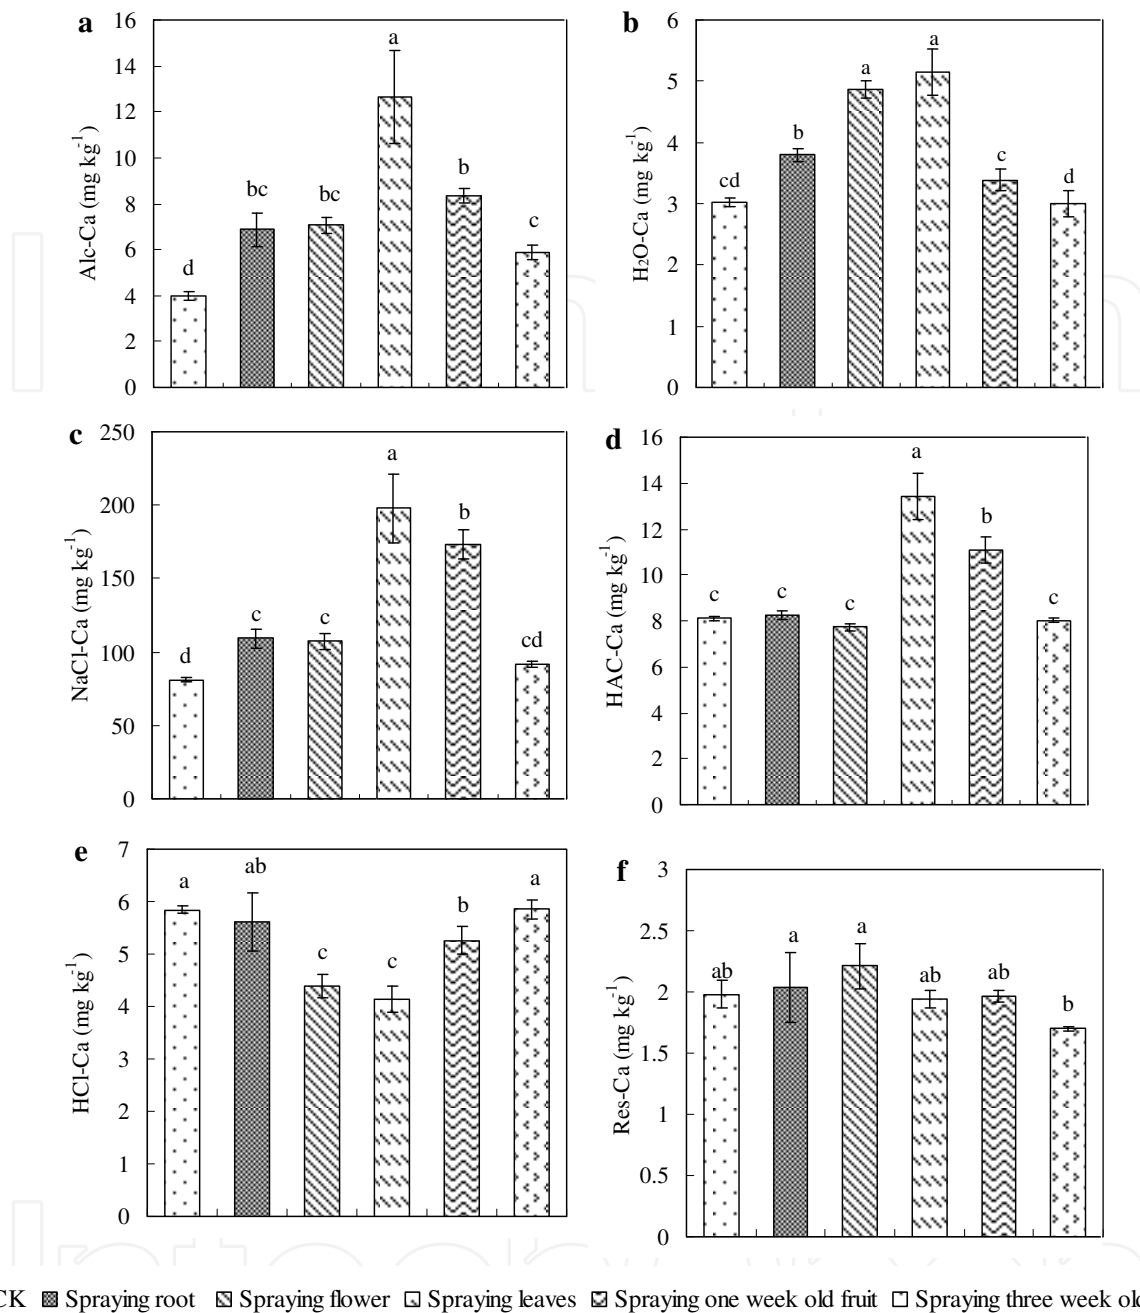 a
16
14
12
10
8
6
4
2
0
Alc-Ca (mg kg⁻¹)
d
bc
bc
a
b
c
b
6
5
4
3
2
1
0
H₂O-Ca (mg kg⁻¹)
cd
b
a
a
c
d
c
250
200
150
100
50
0
NaCl-Ca (mg kg⁻¹)
d
c
c
a
b
cd
d
16
14
12
10
8
6
4
2
0
HAC-Ca (mg kg⁻¹)
c
c
c
a
b
c
e
7
6
5
4
3
2
1
0
HCl-Ca (mg kg⁻¹)
a
ab
c
c
b
a
f
3
2.5
2
1.5
1
0.5
0
Res-Ca (mg kg⁻¹)
ab
a
a
ab
ab
b
CK Spraying root Spraying flower Spraying leaves Spraying one week old fruit Spraying three week old